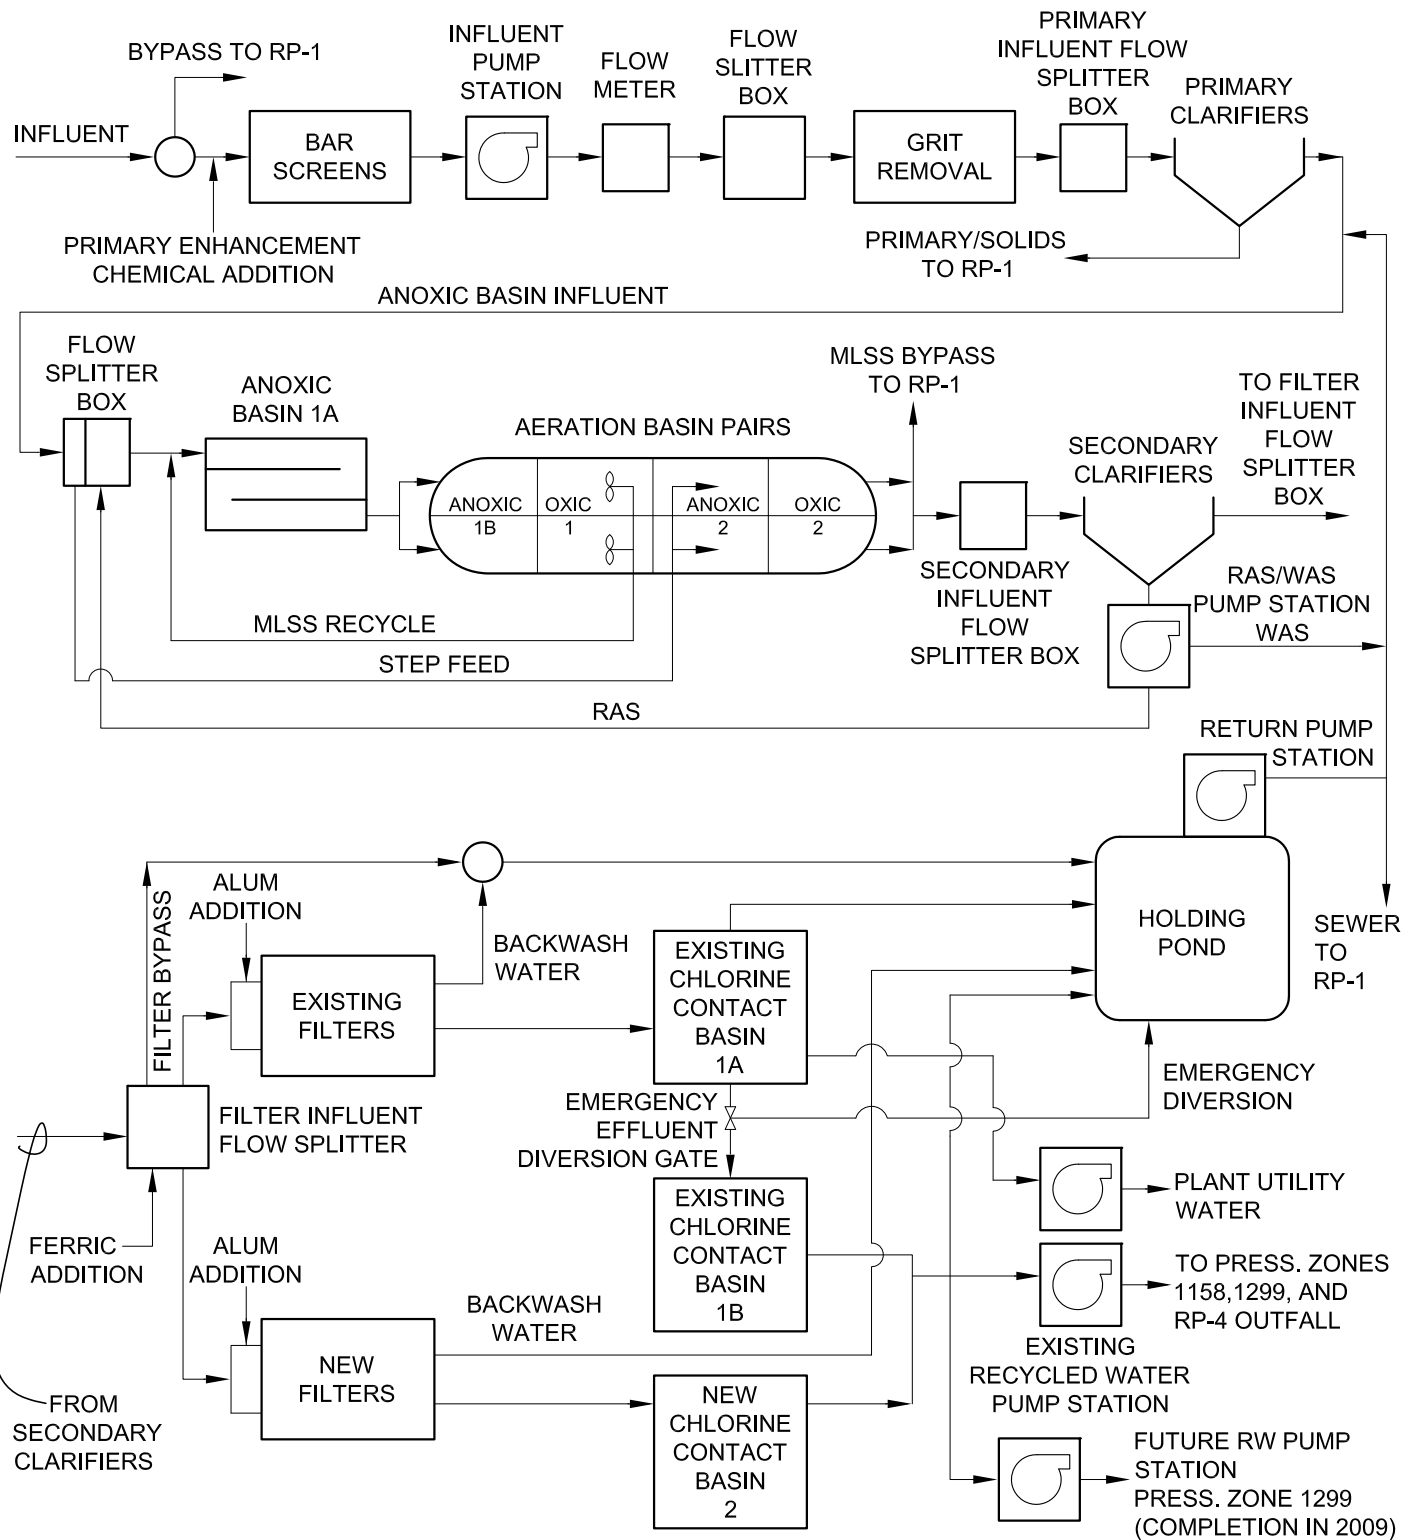 BYPASS TO RP-1
INFLUENT
INFLUENT
PUMP
STATION
FLOW
METER
FLOW
SLITTER
BOX
PRIMARY
INFLUENT FLOW
SPLITTER
BOX
PRIMARY
CLARIFIERS
BAR
SCREENS
GRIT
REMOVAL
PRIMARY ENHANCEMENT
CHEMICAL ADDITION
PRIMARY/SOLIDS
TO RP-1
ANOXIC BASIN INFLUENT
FLOW
SPLITTER
BOX
ANOXIC
BASIN 1A
AERATION BASIN PAIRS
MLSS BYPASS
TO RP-1
SECONDARY
CLARIFIERS
TO FILTER
INFLUENT
FLOW
SPLITTER
BOX
ANOXIC
1B
OXIC
1
ANOXIC
2
OXIC
2
SECONDARY
INFLUENT
FLOW
SPLITTER BOX
RAS/WAS
PUMP STATION
WAS
MLSS RECYCLE
STEP FEED
RAS
RETURN PUMP
STATION
HOLDING
POND
SEWER
TO
RP-1
FILTER BYPASS
ALUM
ADDITION
BACKWASH
WATER
EXISTING
FILTERS
EXISTING
CHLORINE
CONTACT
BASIN
1A
FILTER INFLUENT
FLOW SPLITTER
EMERGENCY
EFFLUENT
DIVERSION GATE
EMERGENCY
DIVERSION
EXISTING
CHLORINE
CONTACT
BASIN
1B
PLANT UTILITY
WATER
FERRIC
ADDITION
ALUM
ADDITION
BACKWASH
WATER
TO PRESS. ZONES
1158,1299, AND
RP-4 OUTFALL
EXISTING
RECYCLED WATER
PUMP STATION
NEW
FILTERS
NEW
CHLORINE
CONTACT
BASIN
2
FROM
SECONDARY
CLARIFIERS
FUTURE RW PUMP
STATION
PRESS. ZONE 1299
(COMPLETION IN 2009)